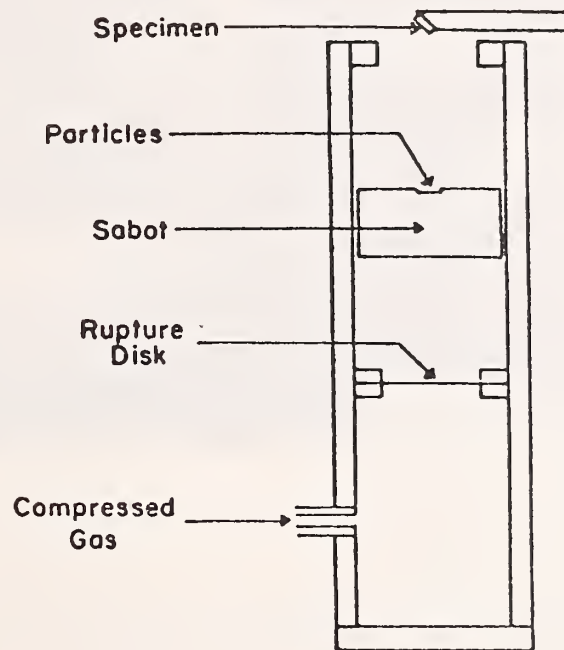 Specimen
Particles
Sabot
Rupture
Disk
Compressed
Gas